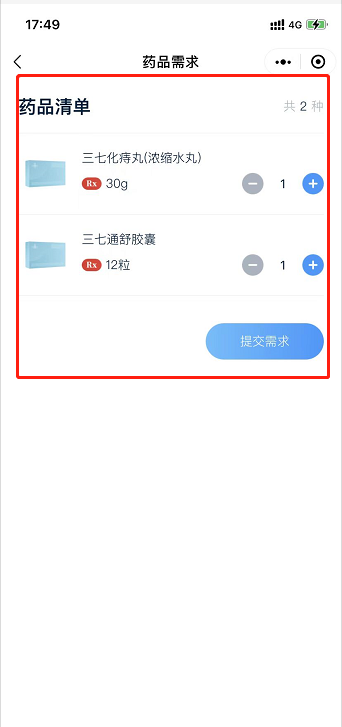 17:49
4G
药品需求
药品清单
共 2 种
三七化痔丸(浓缩水丸)
Rx 30g
1
三七通舒胶囊
Rx 12粒
1
提交需求